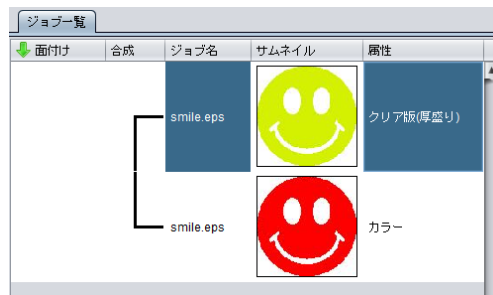 ジョブ一覧
面付け 合成 ジョブ名 サムネイル 属性
smile.eps クリア版(厚盛り)
smile.eps カラー